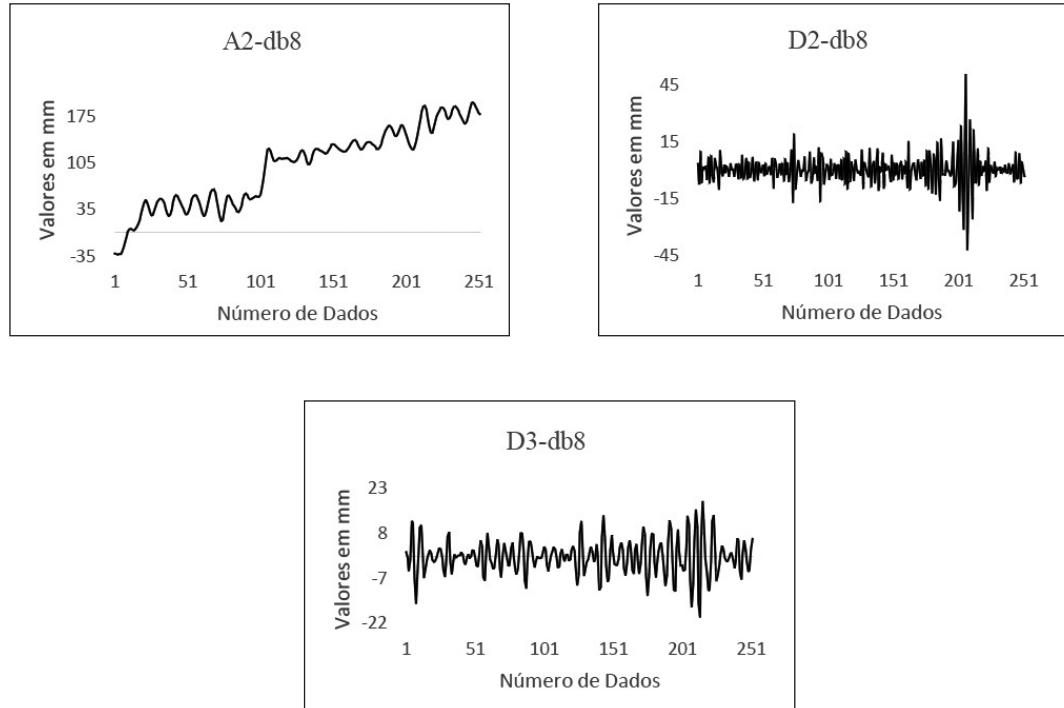 A2-db8
Valores em mm
175
105
35
-35
1 51 101 151 201 251
Número de Dados
D2-db8
Valores em mm
45
15
-15
-45
1 51 101 151 201 251
Número de Dados
D3-db8
Valores em mm
23
8
-7
-22
1 51 101 151 201 251
Número de Dados